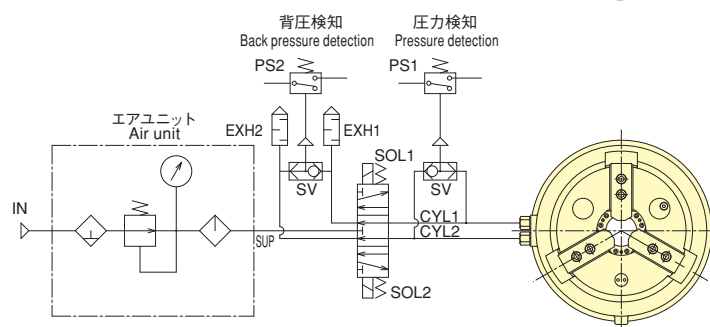 背圧検知
Back pressure detection
圧力検知
Pressure detection
PS2
PS1
エアユニット
Air unit
EXH2
EXH1
SOL1
SV
SV
IN
CYL1
CYL2
SUP
SOL2